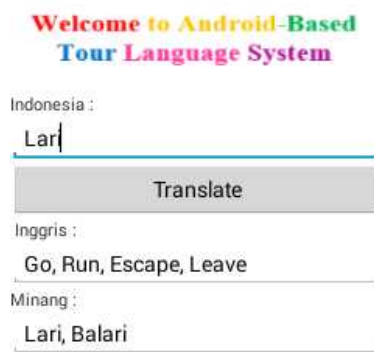 Welcome to Android-Based
Tour Language System
Indonesia :
Lari
Translate
Inggris :
Go, Run, Escape, Leave
Minang :
Lari, Balari